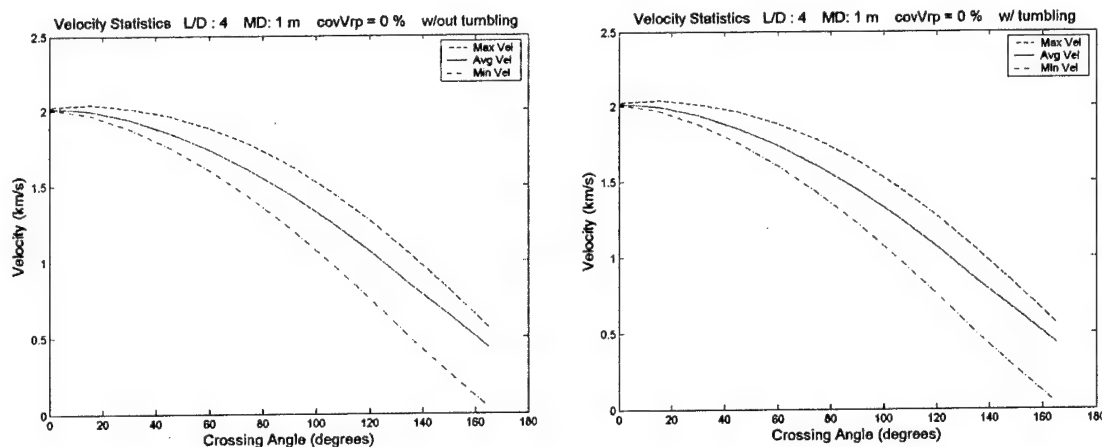 Velocity Statistics L/D : 4 MD: 1 m covVrp = 0 % w/out tumbling
2.5
2
1.5
1
0.5
0
Velocity (km/s)
Max Vel
Avg Vel
Min Vel
0 20 40 60 80 100 120 140 160 180
Crossing Angle (degrees)
Velocity Statistics L/D : 4 MD: 1 m covVrp = 0 % w/ tumbling
2.5
2
1.5
1
0.5
0
Velocity (km/s)
Max Vel
Avg Vel
Min Vel
0 20 40 60 80 100 120 140 160 180
Crossing Angle (degrees)